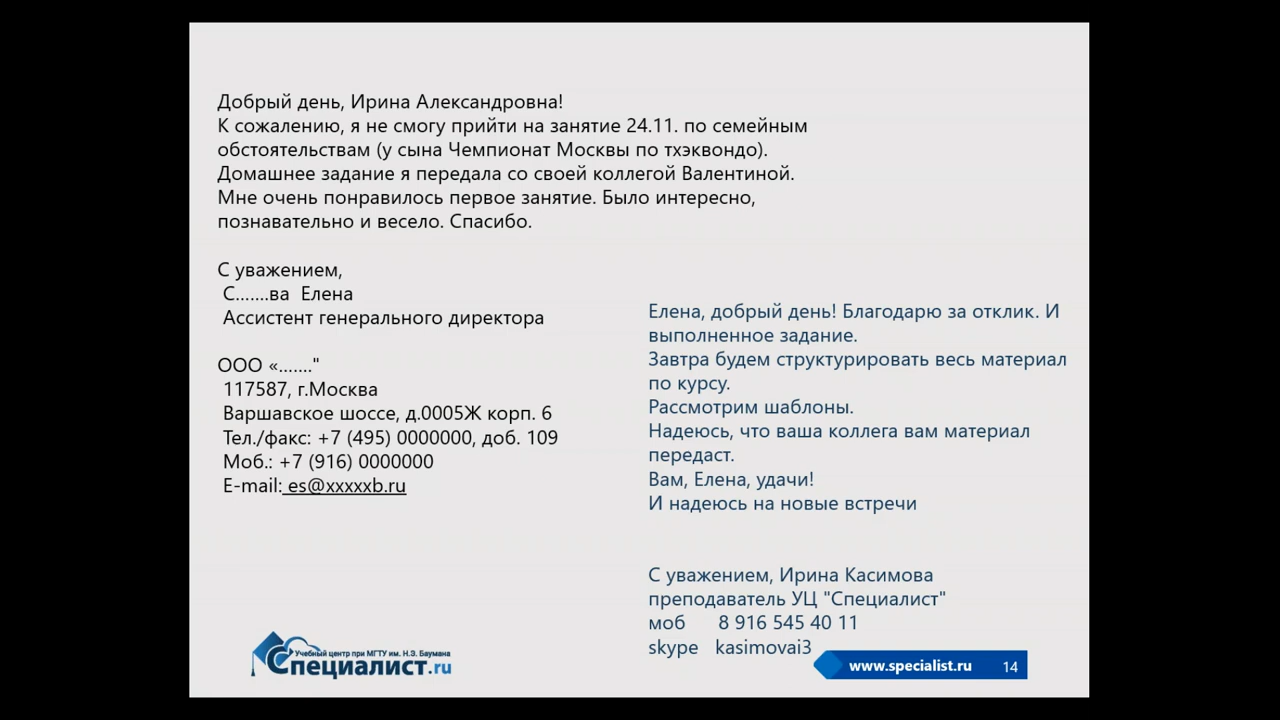 Добрый день, Ирина Александровна!
К сожалению, я не смогу прийти на занятие 24.11. по семейным
обстоятельствам (у сына Чемпионат Москвы по тхэквондо).
Домашнее задание я передала со своей коллегой Валентиной.
Мне очень понравилось первое занятие. Было интересно,
познавательно и весело. Спасибо.
С уважением,
С.......ва Елена
Ассистент генерального директора
ООО «......."
117587, г.Москва
Варшавское шоссе, д.0005Ж корп. 6
Тел./факс: +7 (495) 0000000, доб. 109
Моб.: +7 (916) 0000000
E-mail: es@xxxxxb.ru
Елена, добрый день! Благодарю за отклик. И
выполненное задание.
Завтра будем структурировать весь материал
по курсу.
Рассмотрим шаблоны.
Надеюсь, что ваша коллега вам материал
передаст.
Вам, Елена, удачи!
И надеюсь на новые встречи
С уважением, Ирина Касимова
преподаватель УЦ "Специалист"
моб 8 916 545 40 11
skype kasimovai3
Учебный центр при МГТУ им. Н.Э. Баумана
Специалист.ru
www.specialist.ru 14